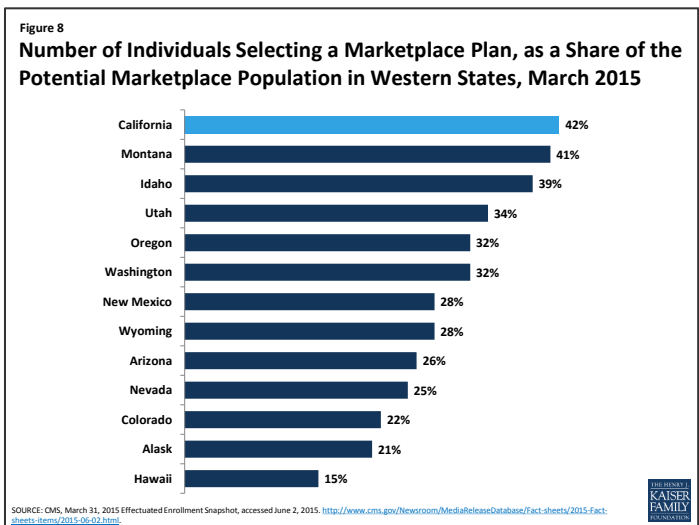 Figure 8
Number of Individuals Selecting a Marketplace Plan, as a Share of the
Potential Marketplace Population in Western States, March 2015
California 42%
Montana 41%
Idaho 39%
Utah 34%
Oregon 32%
Washington 32%
New Mexico 28%
Wyoming 28%
Arizona 26%
Nevada 25%
Colorado 22%
Alask 21%
Hawaii 15%
SOURCE: CMS, March 31, 2015 Effectuated Enrollment Snapshot, accessed June 2, 2015. http://www.cms.gov/Newsroom/MediaReleaseDatabase/Fact-sheets/2015-Fact-
sheets-items/2015-06-02.html.
THE HENRY J.
KAISER
FAMILY
FOUNDATION